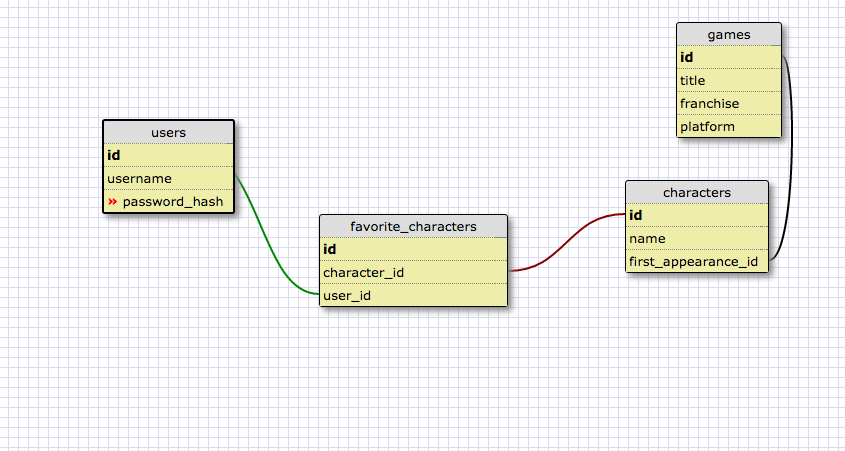 users
id
username
» password_hash
favorite_characters
id
character_id
user_id
games
id
title
franchise
platform
characters
id
name
first_appearance_id